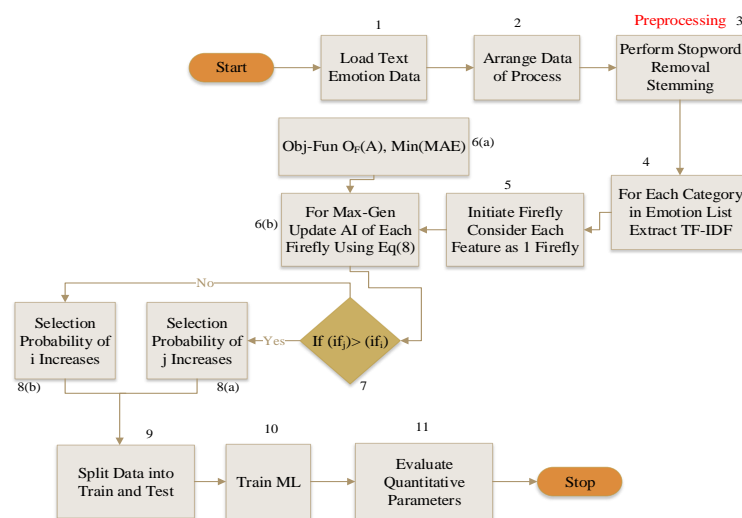 1
2
Preprocessing 3
Start
Load Text
Emotion Data
Arrange Data
of Process
Perform Stopword
Removal
Stemming
Obj-Fun O_F(A), Min(MAE)
6(a)
4
5
6(b)
For Max-Gen
Update AI of Each
Firefly Using Eq(8)
Initiate Firefly
Consider Each
Feature as 1 Firefly
For Each Category
in Emotion List
Extract TF-IDF
No
Selection
Probability of
i Increases
Selection
Probability of
j Increases
Yes
If (if_j)> (if_i)
8(b)
8(a)
7
9
10
11
Split Data into
Train and Test
Train ML
Evaluate
Quantitative
Parameters
Stop